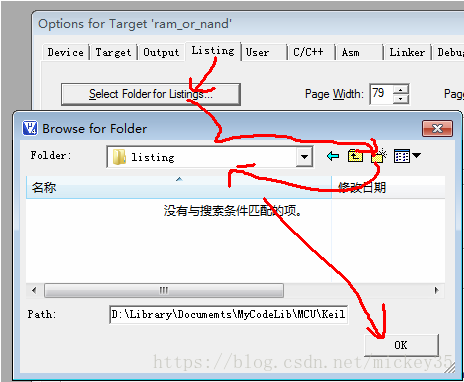 Options for Target 'ram_or_nand'
Device Target Output Listing User C/C++ Asm Linker Debug
Select Folder for Listings... Page Width: 79 Pag
Browse for Folder
Folder: listing
名称 修改日期
没有与搜索条件匹配的项。
Path: D:\Library\Documents\MyCodeLib\MCU\Keil
OK
https://blog.csdn.net/mickey35